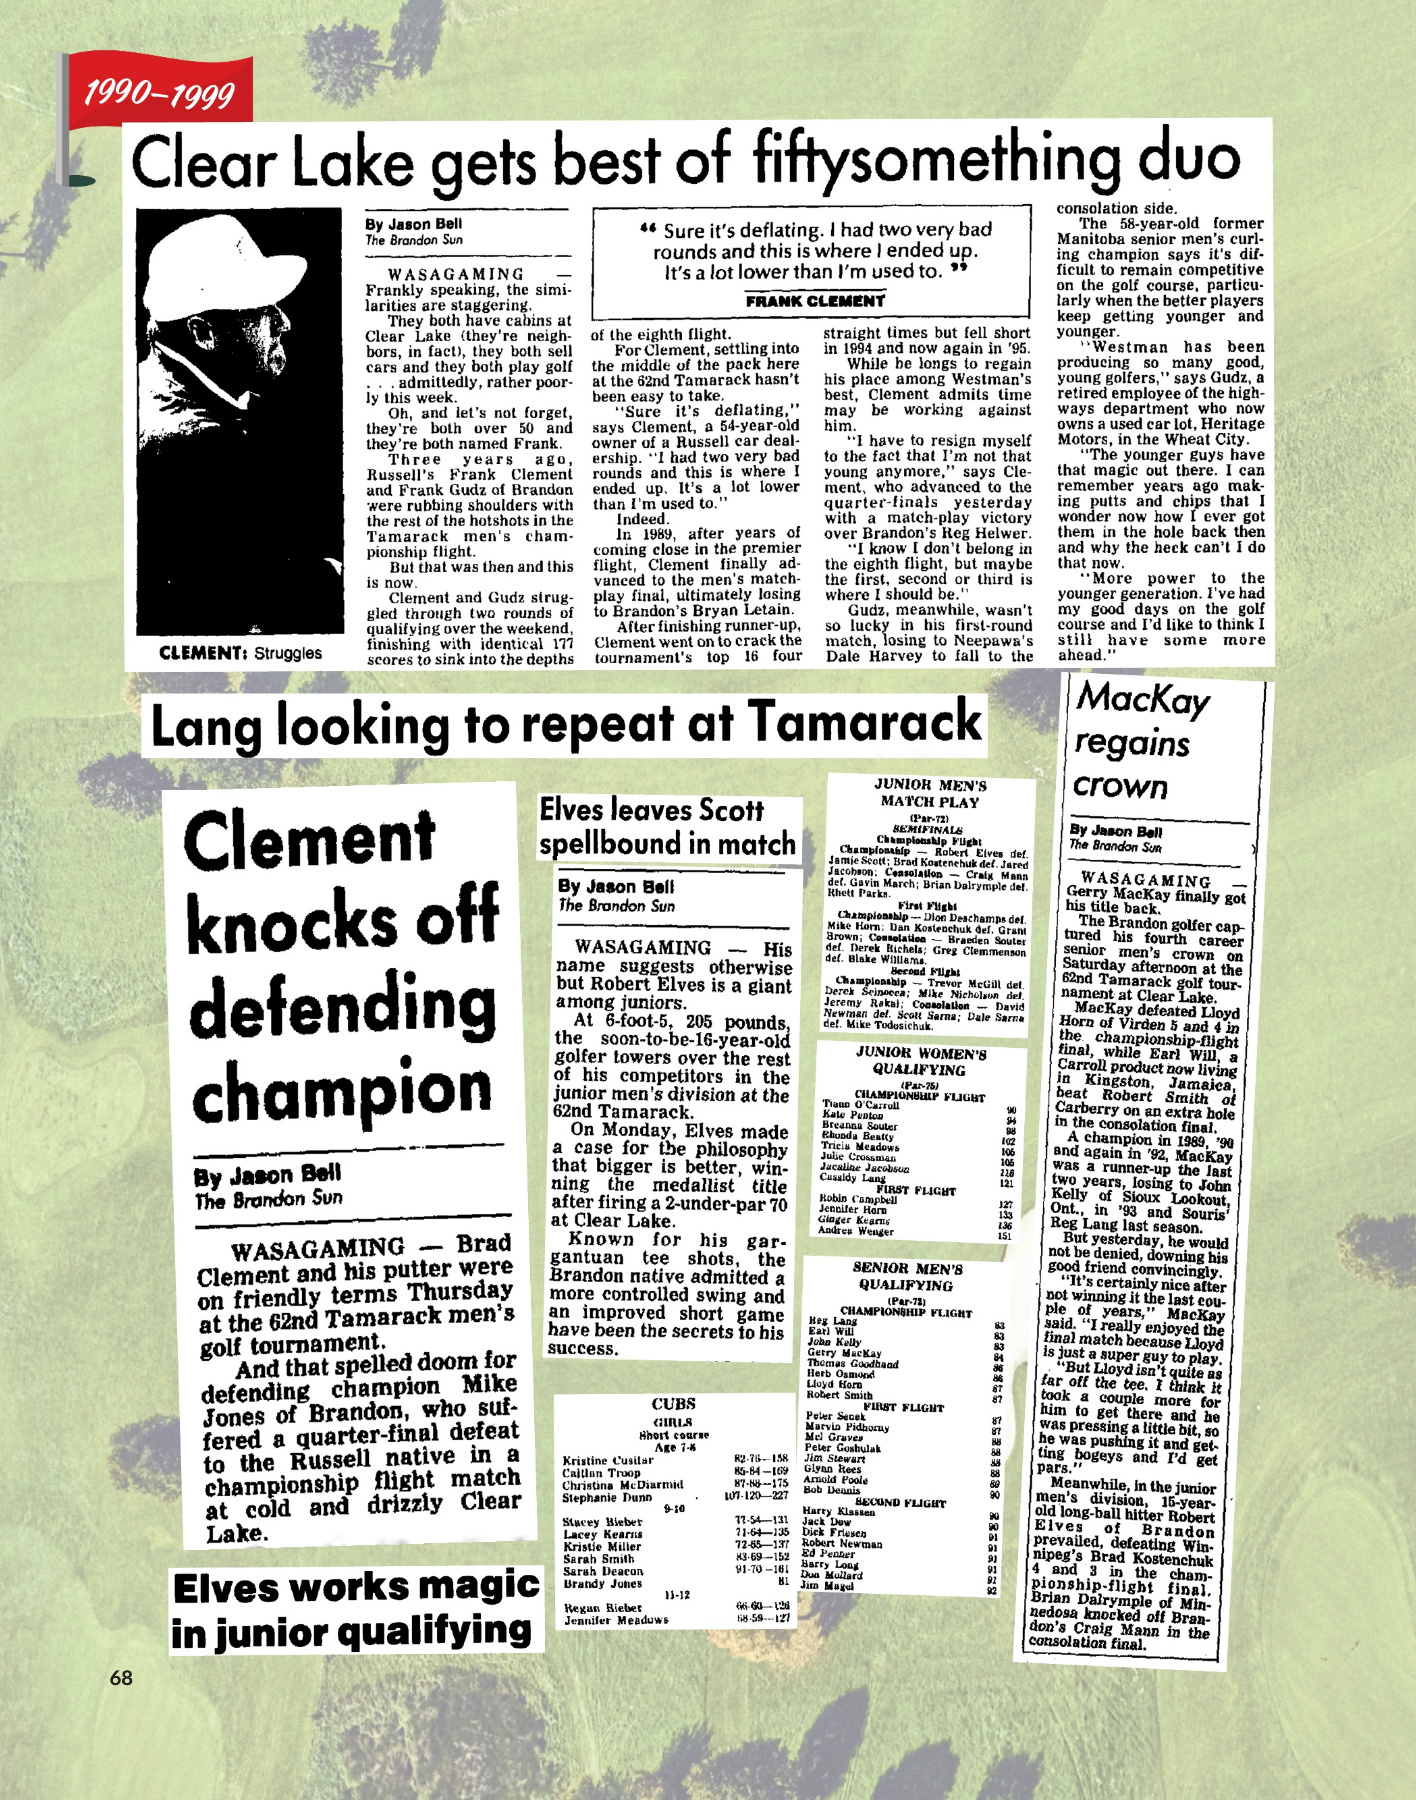 1990–1999
Clear Lake gets best of fiftysomething duo
CLEMENT: Struggles
By Jason Bell
The Brandon Sun
WASAGAMING —
Frankly speaking, the simi-
larities are staggering.
They both have cabins at
Clear Lake (they're neigh-
bors, in fact), they both sell
cars and they both play golf
. . . admittedly, rather poor-
ly this week.
Oh, and let's not forget,
they're both over 50 and
they're both named Frank.
Three years ago,
Russell's Frank Clement
and Frank Gudz of Brandon
were rubbing shoulders with
the rest of the hotshots in the
Tamarack men's cham-
pionship flight.
But that was then and this
is now.
Clement and Gudz strug-
gled through two rounds of
qualifying over the weekend,
finishing with identical 177
scores to sink into the depths
“ Sure it's deflating. I had two very bad
rounds and this is where I ended up.
It's a lot lower than I'm used to. ”
FRANK CLEMENT
of the eighth flight.
For Clement, settling into
the middle of the pack here
at the 62nd Tamarack hasn't
been easy to take.
"Sure it's deflating,"
says Clement, a 54-year-old
owner of a Russell car deal-
ership. "I had two very bad
rounds and this is where I
ended up. It's a lot lower
than I'm used to."
Indeed.
In 1989, after years of
coming close in the premier
flight, Clement finally ad-
vanced to the men's match-
play final, ultimately losing
to Brandon's Bryan Letain.
After finishing runner-up,
Clement went on to crack the
tournament's top 16 four
straight times but fell short
in 1994 and now again in '95.
While he longs to regain
his place among Westman's
best, Clement admits time
may be working against
him.
"I have to resign myself
to the fact that I'm not that
young anymore," says Cle-
ment, who advanced to the
quarter-finals yesterday
with a match-play victory
over Brandon's Reg Helwer.
"I know I don't belong in
the eighth flight, but maybe
the first, second or third is
where I should be."
Gudz, meanwhile, wasn't
so lucky in his first-round
match, losing to Neepawa's
Dale Harvey to fall to the
consolation side.
The 58-year-old former
Manitoba senior men's curl-
ing champion says it's dif-
ficult to remain competitive
on the golf course, particu-
larly when the better players
keep getting younger and
younger.
"Westman has been
producing so many good,
young golfers," says Gudz, a
retired employee of the high-
ways department who now
owns a used car lot, Heritage
Motors, in the Wheat City.
"The younger guys have
that magic out there. I can
remember years ago mak-
ing putts and chips that I
wonder now how I ever got
them in the hole back then
and why the heck can't I do
that now.
"More power to the
younger generation. I've had
my good days on the golf
course and I'd like to think I
still have some more
ahead."
Lang looking to repeat at Tamarack
Clement
knocks off
defending
champion
By Jason Bell
The Brandon Sun
WASAGAMING — Brad
Clement and his putter were
on friendly terms Thursday
at the 62nd Tamarack men's
golf tournament.
And that spelled doom for
defending champion Mike
Jones of Brandon, who suf-
fered a quarter-final defeat
to the Russell native in a
championship flight match
at cold and drizzly Clear
Lake.
Elves works magic
in junior qualifying
Elves leaves Scott
spellbound in match
By Jason Bell
The Brandon Sun
WASAGAMING — His
name suggests otherwise
but Robert Elves is a giant
among juniors.
At 6-foot-5, 205 pounds,
the soon-to-be-16-year-old
golfer towers over the rest
of his competitors in the
junior men's division at the
62nd Tamarack.
On Monday, Elves made
a case for the philosophy
that bigger is better, win-
ning the medallist title
after firing a 2-under-par 70
at Clear Lake.
Known for his gar-
gantuan tee shots, the
Brandon native admitted a
more controlled swing and
an improved short game
have been the secrets to his
success.
CUBS
GIRLS
Short course
Age 7-8
Kristine Cusitar 82-76—158
Caitlan Troop 85-84—169
Christina McDiarmid 87-88—175
Stephanie Dunn 107-120—227
9-10
Stacey Bieber 77-54—131
Lacey Kearns 71-64—135
Kristie Miller 72-65—137
Sarah Smith 83-69—152
Sarah Deacon 91-70—161
Brandy Jones 81
11-12
Regan Bieber 66-60—126
Jennifer Meadows 68-59—127
JUNIOR MEN'S
MATCH PLAY
(Par-72)
SEMIFINALS
Championship Flight
Championship — Robert Elves def.
Jamie Scott; Brad Kostenchuk def. Jared
Jacobson; Consolation — Craig Mann
def. Gavin March; Brian Dalrymple def.
Rhett Parks.
First Flight
Championship — Dion Deschamps def.
Mike Horn; Dan Kostenchuk def. Grant
Brown; Consolation — Braeden Souter
def. Derek Richels; Greg Clemmenson
def. Blake Williams.
Second Flight
Championship — Trevor McGill def.
Derek; Mike Nicholson def.
Jeremy Rakai; Consolation — David
Newman def. Scott Sarna; Dale Sarna
def. Mike Todosichuk.
JUNIOR WOMEN'S
QUALIFYING
(Par-75)
CHAMPIONSHIP FLIGHT
Tiann O'Carroll 90
Kate Penton 94
Breanna Souter 98
Rhonda Beatty 102
Tricia Meadows 105
Julie Crossman 105
Jacaline Jacobson 118
Cassidy Lang 121
FIRST FLIGHT
Robin Campbell 127
Jennifer Horn 133
Ginger Kearns 136
Andrea Wenger 151
SENIOR MEN'S
QUALIFYING
(Par-72)
CHAMPIONSHIP FLIGHT
Reg Lang 83
Earl Will 83
John Kelly 83
Gerry MacKay 84
Thomas Goodhand 86
Herb Osmond 86
Lloyd Horn 87
Robert Smith 87
FIRST FLIGHT
Peter Senek 87
Marvin Pidhorny 87
Mel Graves 88
Peter Goshulak 88
Jim Stewart 88
Glynn Rees 88
Arnold Poole 89
Bob Dennis 90
SECOND FLIGHT
Harry Klassen 90
Jack Dow 90
Dick Friesen 91
Robert Newman 91
Ed Penner 91
Barry Long 91
Don Mullard 92
Jim Magel 92
MacKay
regains
crown
By Jason Bell
The Brandon Sun
WASAGAMING —
Gerry MacKay finally got
his title back.
The Brandon golfer cap-
tured his fourth career
senior men's crown on
Saturday afternoon at the
62nd Tamarack golf tour-
nament at Clear Lake.
MacKay defeated Lloyd
Horn of Virden 5 and 4 in
the championship-flight
final, while Earl Will, a
Carroll product now living
in Kingston, Jamaica,
beat Robert Smith of
Carberry on an extra hole
in the consolation final.
A champion in 1989, '90
and again in '92, MacKay
was a runner-up the last
two years, losing to John
Kelly of Sioux Lookout,
Ont., in '93 and Souris'
Reg Lang last season.
But yesterday, he would
not be denied, downing his
good friend convincingly.
"It's certainly nice after
not winning it the last cou-
ple of years," MacKay
said. "I really enjoyed the
final match because Lloyd
is just a super guy to play.
"But Lloyd isn't quite as
far off the tee. I think it
took a couple more for
him to get there and he
was pressing a little bit, so
he was pushing it and get-
ting bogeys and I'd get
pars."
Meanwhile, in the junior
men's division, 15-year-
old long-ball hitter Robert
Elves of Brandon
prevailed, defeating Win-
nipeg's Brad Kostenchuk
4 and 3 in the cham-
pionship-flight final.
Brian Dalrymple of Min-
nedosa knocked off Bran-
don's Craig Mann in the
consolation final.
68